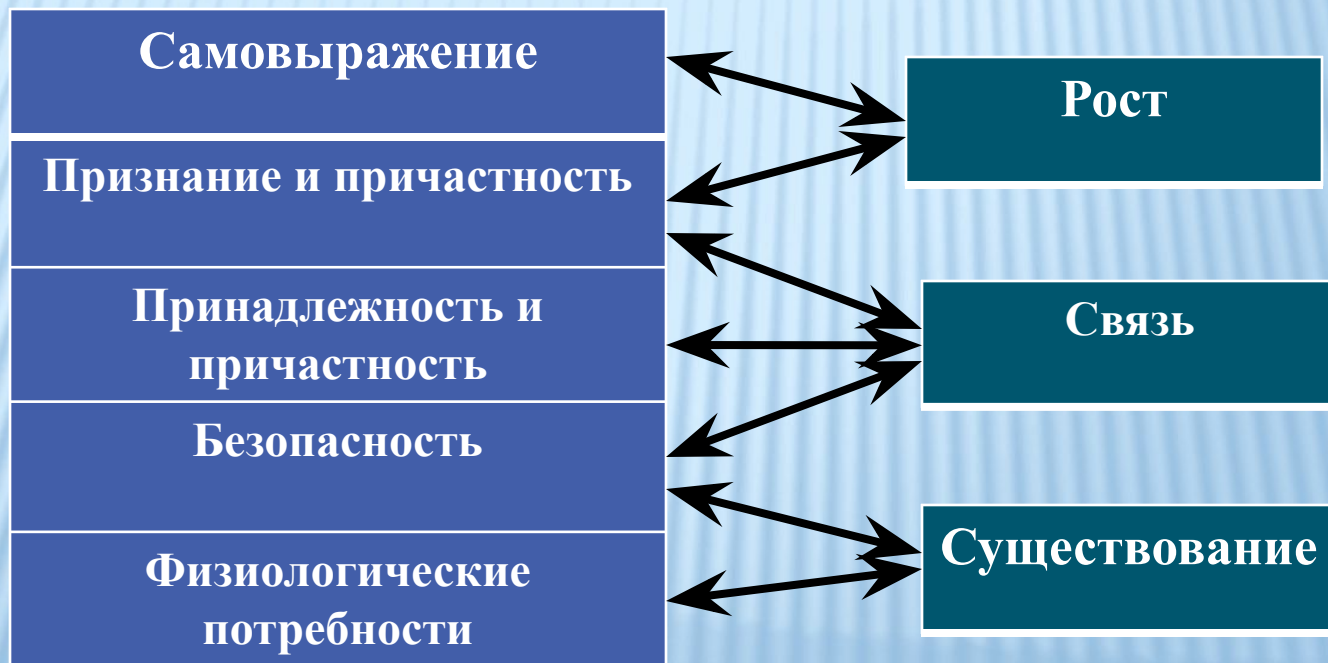 Самовыражение
Признание и причастность
Принадлежность и
причастность
Безопасность
Физиологические
потребности
Рост
Связь
Существование